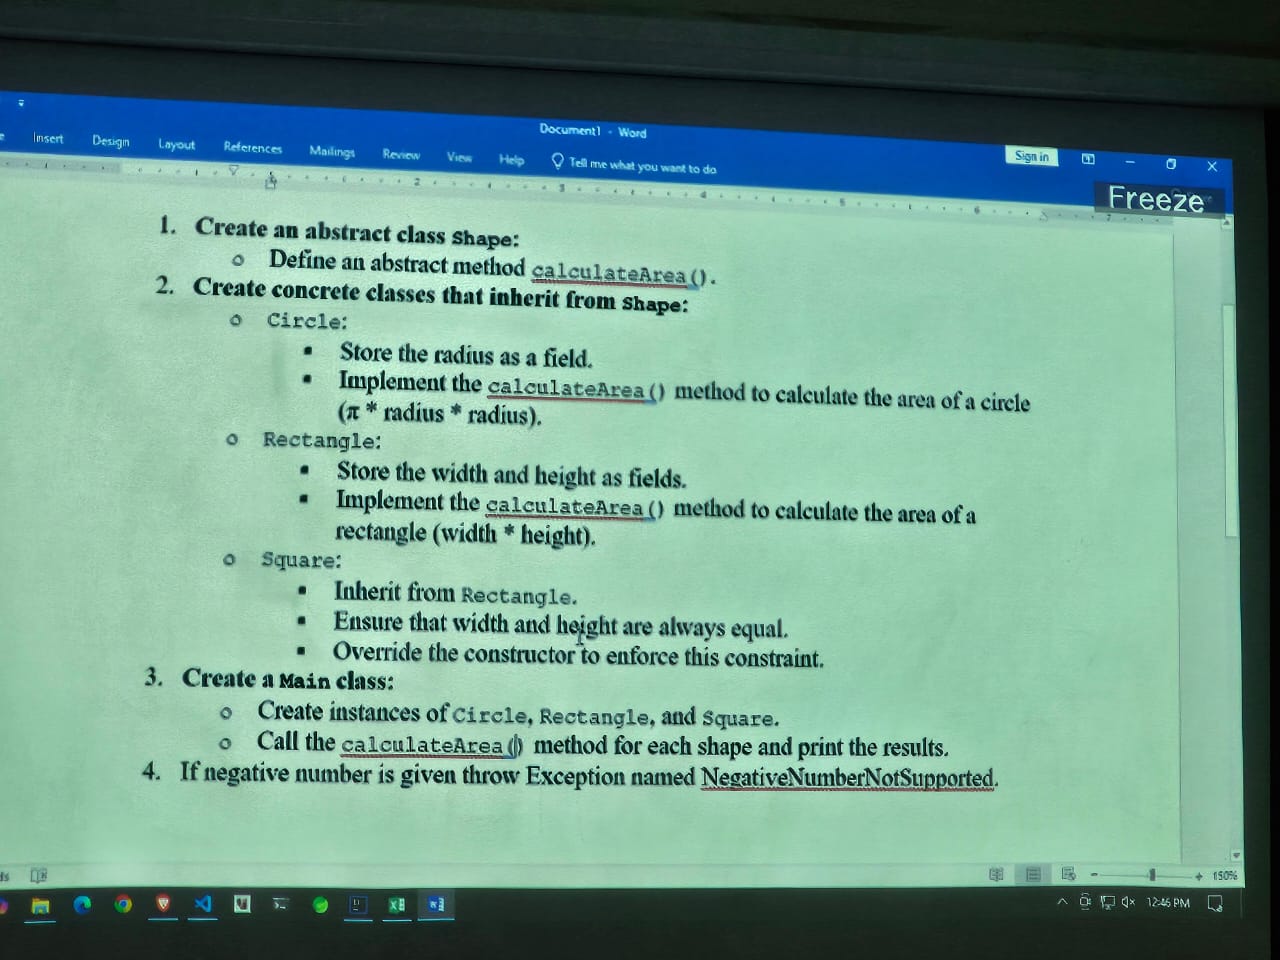 Document1 - Word
Insert Design Layout References Mailings Review View Help Tell me what you want to do
Sign in
Freeze
1. Create an abstract class Shape:
o Define an abstract method calculateArea().
2. Create concrete classes that inherit from Shape:
o Circle:
▪ Store the radius as a field.
▪ Implement the calculateArea() method to calculate the area of a circle
(π * radius * radius).
o Rectangle:
▪ Store the width and height as fields.
▪ Implement the calculateArea() method to calculate the area of a
rectangle (width * height).
o Square:
▪ Inherit from Rectangle.
▪ Ensure that width and height are always equal.
▪ Override the constructor to enforce this constraint.
3. Create a Main class:
o Create instances of Circle, Rectangle, and Square.
o Call the calculateArea() method for each shape and print the results.
4. If negative number is given throw Exception named NegativeNumberNotSupported.
150%
12:46 PM